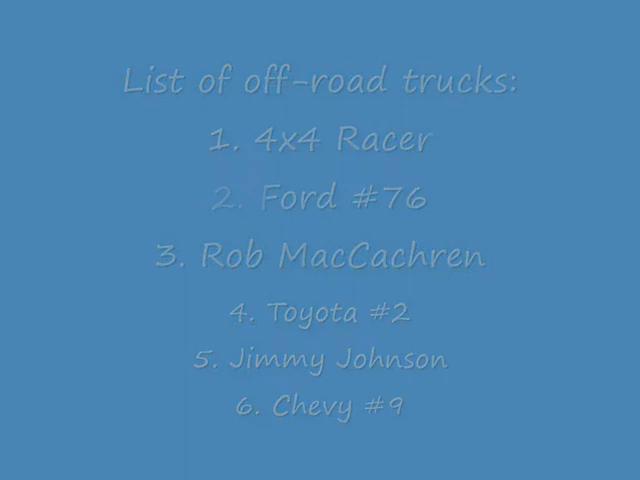 List of off-road trucks:
1. 4x4 Racer
2. Ford #76
3. Rob MacCachren
4. Toyota #2
5. Jimmy Johnson
6. Chevy #9